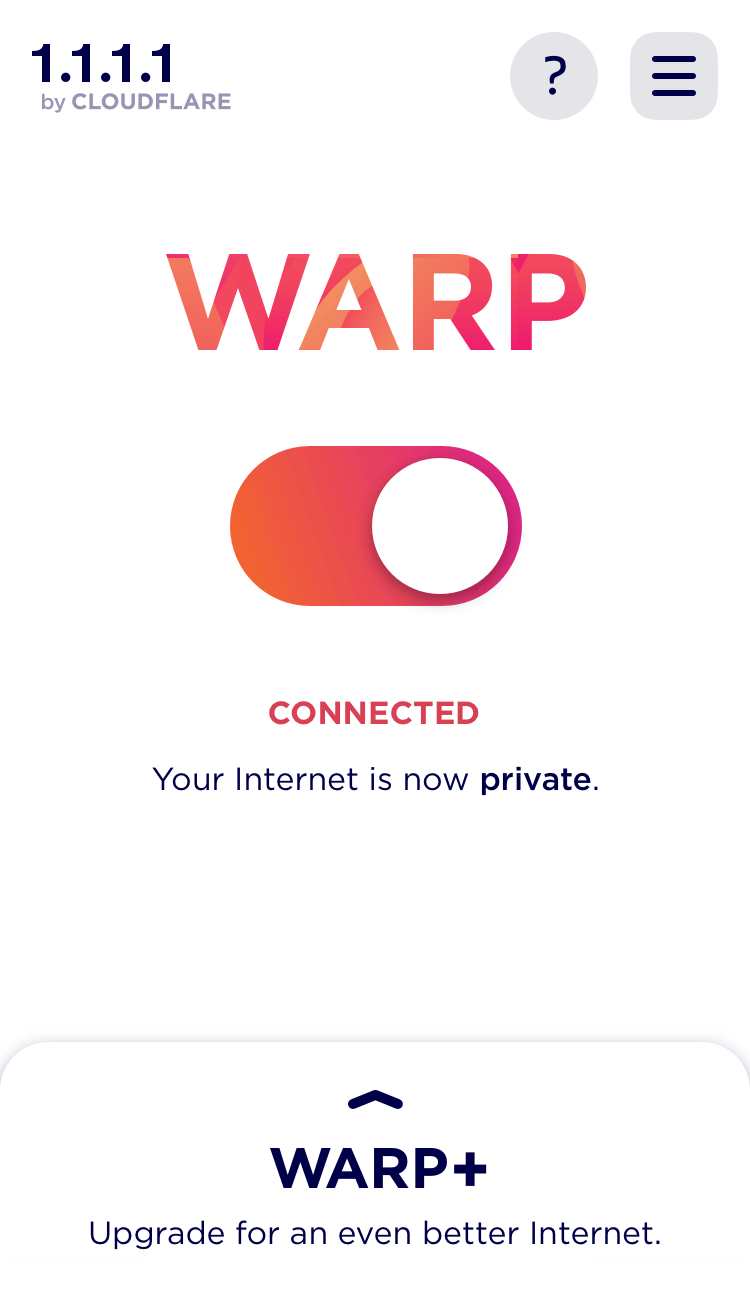 1.1.1.1
by CLOUDFLARE
?
WARP
CONNECTED
Your Internet is now private.
WARP+
Upgrade for an even better Internet.